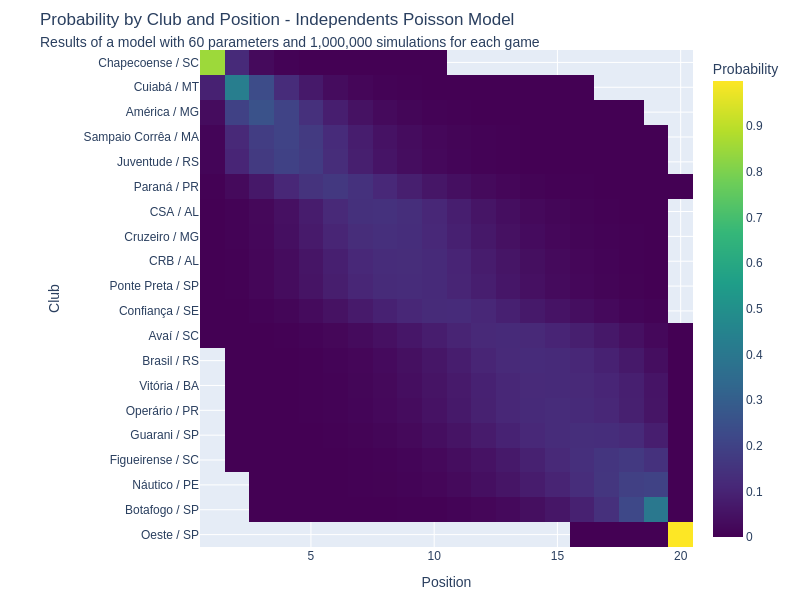 Probability by Club and Position - Independents Poisson Model
Results of a model with 60 parameters and 1,000,000 simulations for each game
Probability
Chapecoense / SC
Cuiabá / MT
América / MG
Sampaio Corrêa / MA
Juventude / RS
Paraná / PR
CSA / AL
Cruzeiro / MG
CRB / AL
Ponte Preta / SP
Confiança / SE
Avaí / SC
Brasil / RS
Vitória / BA
Operário / PR
Guarani / SP
Figueirense / SC
Náutico / PE
Botafogo / SP
Oeste / SP
Club
5 10 15 20
Position
0.9
0.8
0.7
0.6
0.5
0.4
0.3
0.2
0.1
0